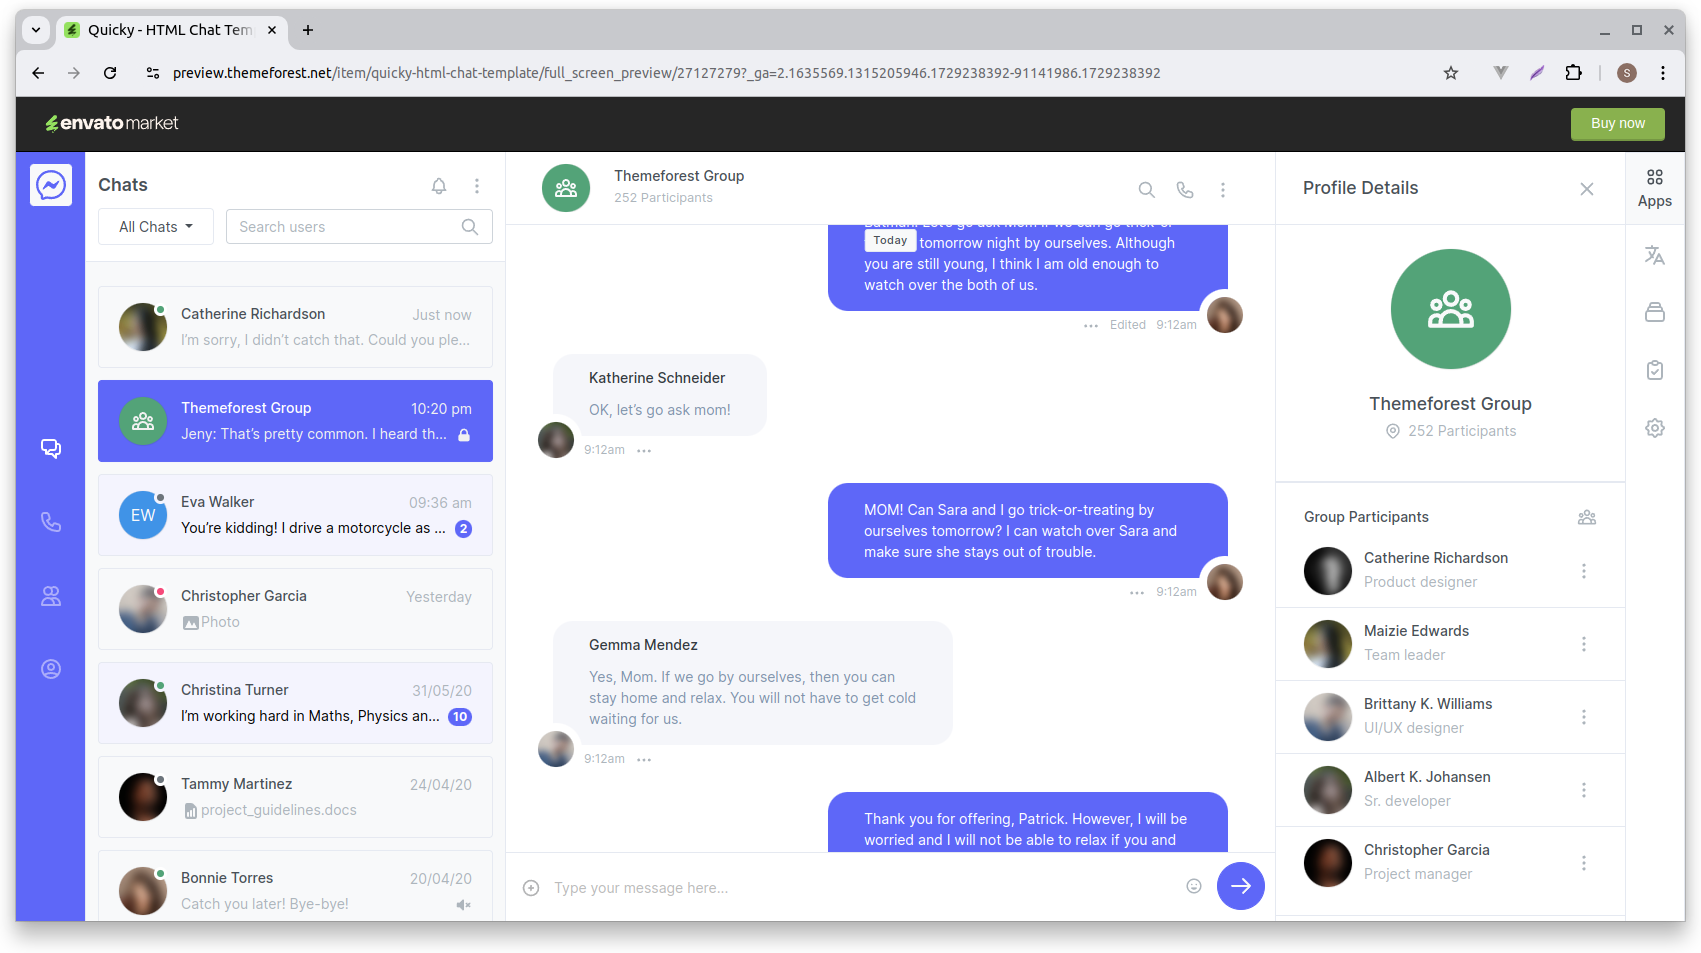 Quicky - HTML Chat Tem
preview.themeforest.net/item/quicky-html-chat-template/full_screen_preview/27127279?_ga=2.1635569.1315205946.1729238392-91141986.1729238392
S
envato market
Buy now
Chats
All Chats
Search users
Catherine Richardson
Just now
I'm sorry, I didn't catch that. Could you ple...
Themeforest Group
10:20 pm
Jeny: That's pretty common. I heard th...
EW
Eva Walker
09:36 am
You're kidding! I drive a motorcycle as ...
2
Christopher Garcia
Yesterday
Photo
Christina Turner
31/05/20
I'm working hard in Maths, Physics an...
10
Tammy Martinez
24/04/20
project_guidelines.docs
Bonnie Torres
20/04/20
Catch you later! Bye-bye!
Themeforest Group
252 Participants
Batman! Let's go ask Mom if we can go trick-or-
Today
tomorrow night by ourselves. Although
you are still young, I think I am old enough to
watch over the both of us.
Edited 9:12am
Katherine Schneider
OK, let's go ask mom!
9:12am
MOM! Can Sara and I go trick-or-treating by
ourselves tomorrow? I can watch over Sara and
make sure she stays out of trouble.
9:12am
Gemma Mendez
Yes, Mom. If we go by ourselves, then you can
stay home and relax. You will not have to get cold
waiting for us.
9:12am
Thank you for offering, Patrick. However, I will be
worried and I will not be able to relax if you and
Type your message here...
Profile Details
Themeforest Group
252 Participants
Group Participants
Catherine Richardson
Product designer
Maizie Edwards
Team leader
Brittany K. Williams
UI/UX designer
Albert K. Johansen
Sr. developer
Christopher Garcia
Project manager
Apps